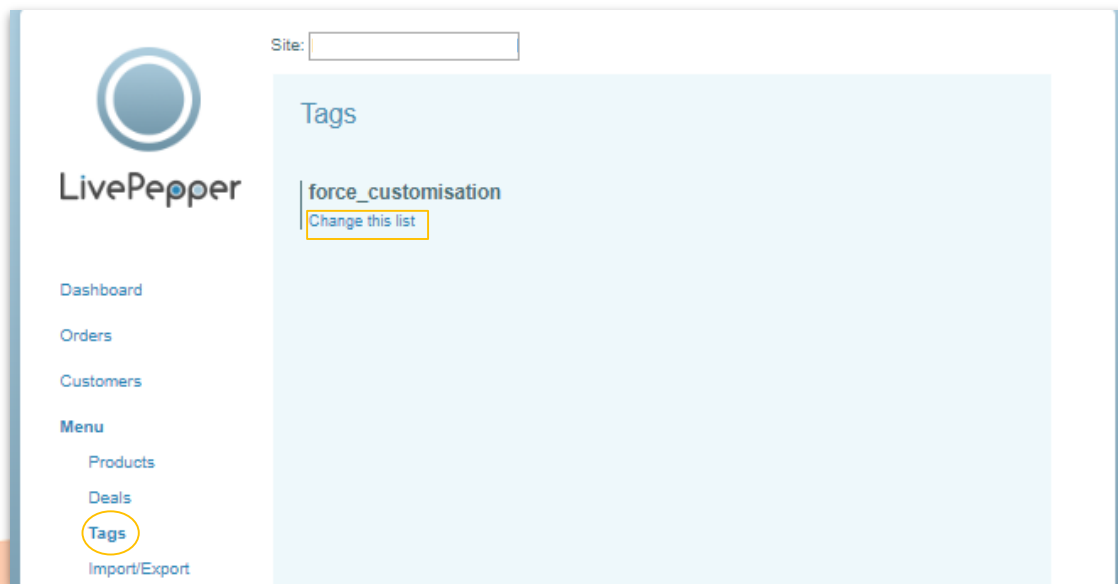 Site:
LivePepper
Tags
force_customisation
Change this list
Dashboard
Orders
Customers
Menu
Products
Deals
Tags
Import/Export